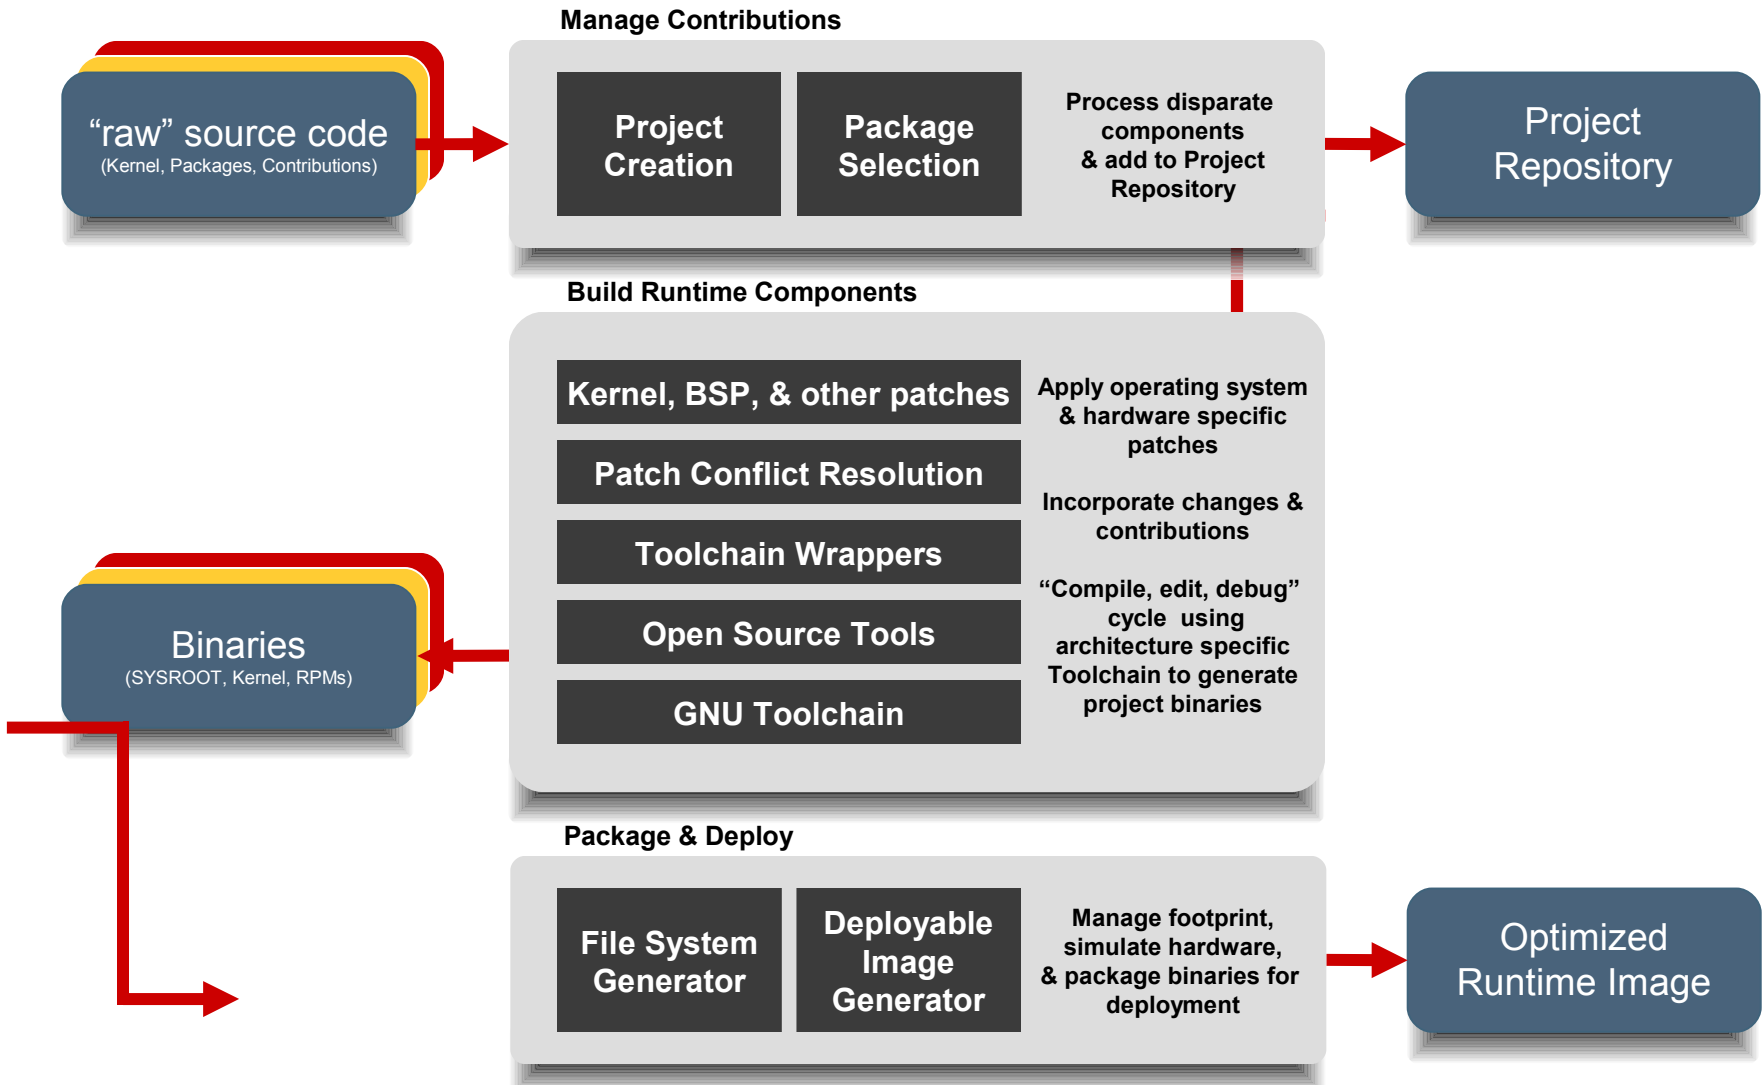 Manage Contributions
“raw” source code
(Kernel, Packages, Contributions)
Project
Creation
Package
Selection
Process disparate
components
& add to Project
Repository
Project
Repository
Build Runtime Components
Kernel, BSP, & other patches
Patch Conflict Resolution
Toolchain Wrappers
Open Source Tools
GNU Toolchain
Apply operating system
& hardware specific
patches
Incorporate changes &
contributions
“Compile, edit, debug”
cycle using
architecture specific
Toolchain to generate
project binaries
Binaries
(SYSROOT, Kernel, RPMs)
Package & Deploy
File System
Generator
Deployable
Image
Generator
Manage footprint,
simulate hardware,
& package binaries for
deployment
Optimized
Runtime Image